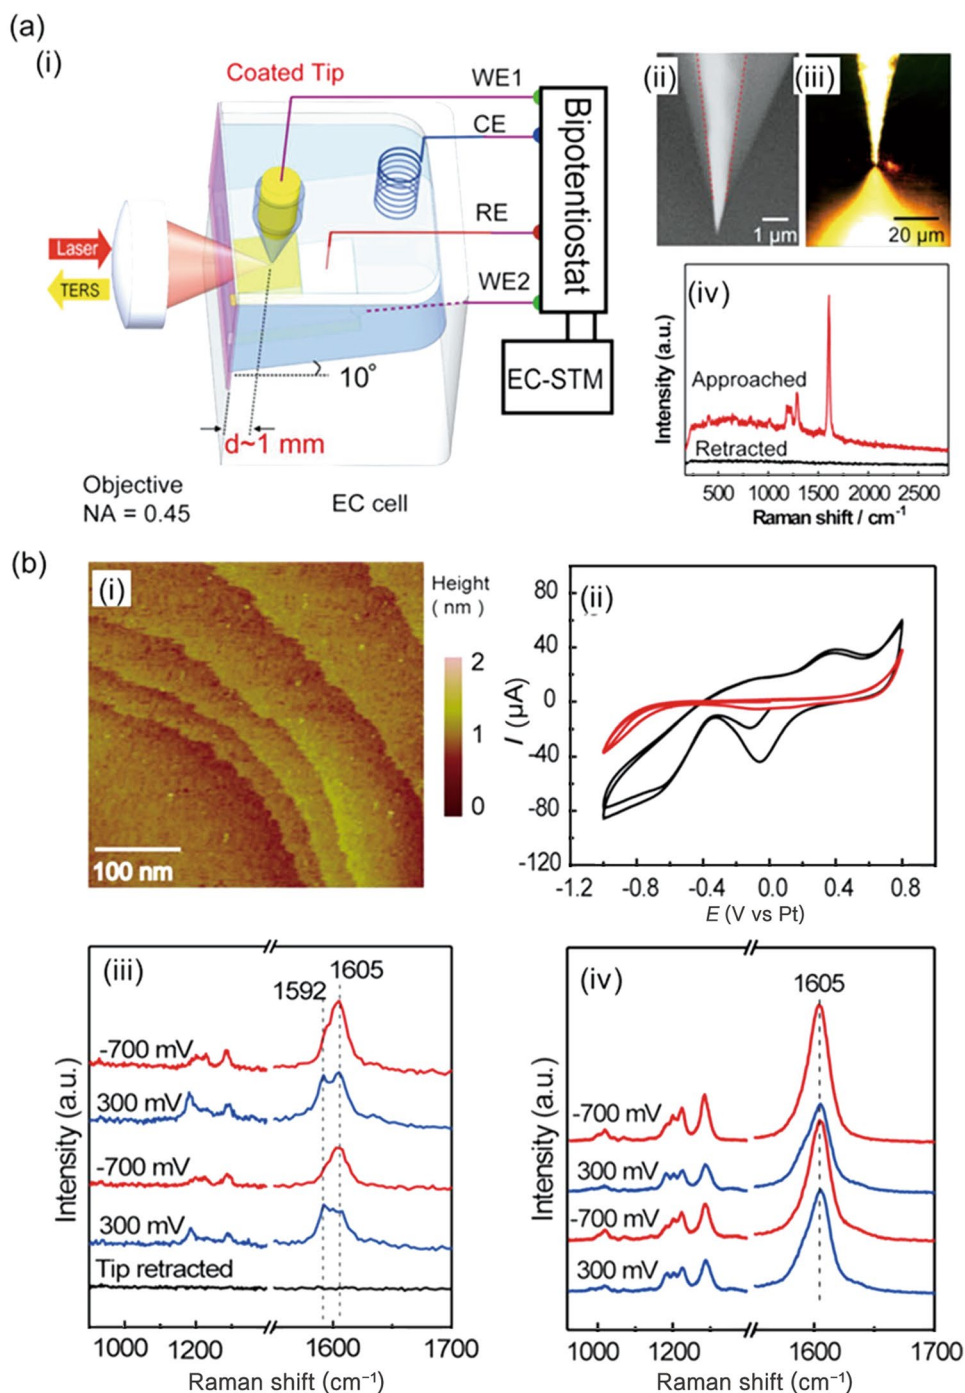 (a)
(i)
Coated Tip
WE1
CE
RE
WE2
Bipotentiostat
EC-STM
Laser
TERS
10°
d~1 mm
Objective
NA = 0.45
EC cell
(ii)
1 μm
(iii)
20 μm
(iv)
Intensity (a.u.)
Approached
Retracted
500 1000 1500 2000 2500
Raman shift / cm-1
(b)
(i)
100 nm
Height
( nm )
2
1
0
(ii)
80
40
0
-40
-80
-120
I (μA)
-1.2 -0.8 -0.4 0.0 0.4 0.8
E (V vs Pt)
(iii)
1592
1605
-700 mV
300 mV
-700 mV
300 mV
Tip retracted
Intensity (a.u.)
1000 1200 1600 1700
Raman shift (cm–1)
(iv)
1605
-700 mV
300 mV
-700 mV
300 mV
Intensity (a.u.)
1000 1200 1600 1700
Raman shift (cm–1)